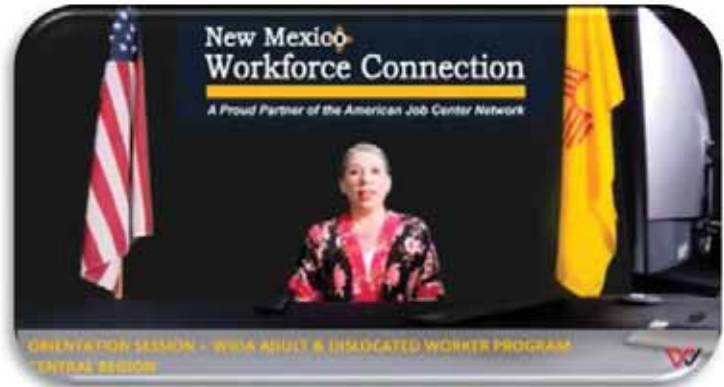 New Mexico
Workforce Connection
A Proud Partner of the American Job Center Network
ORIENTATION SESSION – WIOA ADULT & DISLOCATED WORKER PROGRAM
CENTRAL REGION